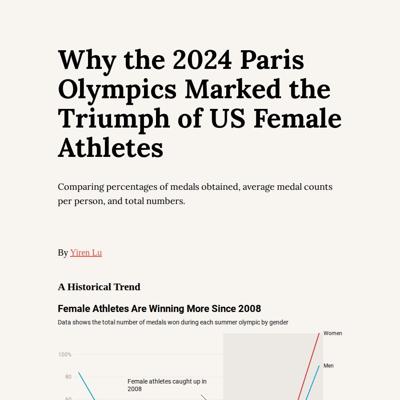 Why the 2024 Paris
Olympics Marked the
Triumph of US Female
Athletes
Comparing percentages of medals obtained, average medal counts
per person, and total numbers.
By Yiren Lu
A Historical Trend
Female Athletes Are Winning More Since 2008
Data shows the total number of medals won during each summer olympic by gender
Women
100%
Men
80
Female athletes caught up in
2008
60